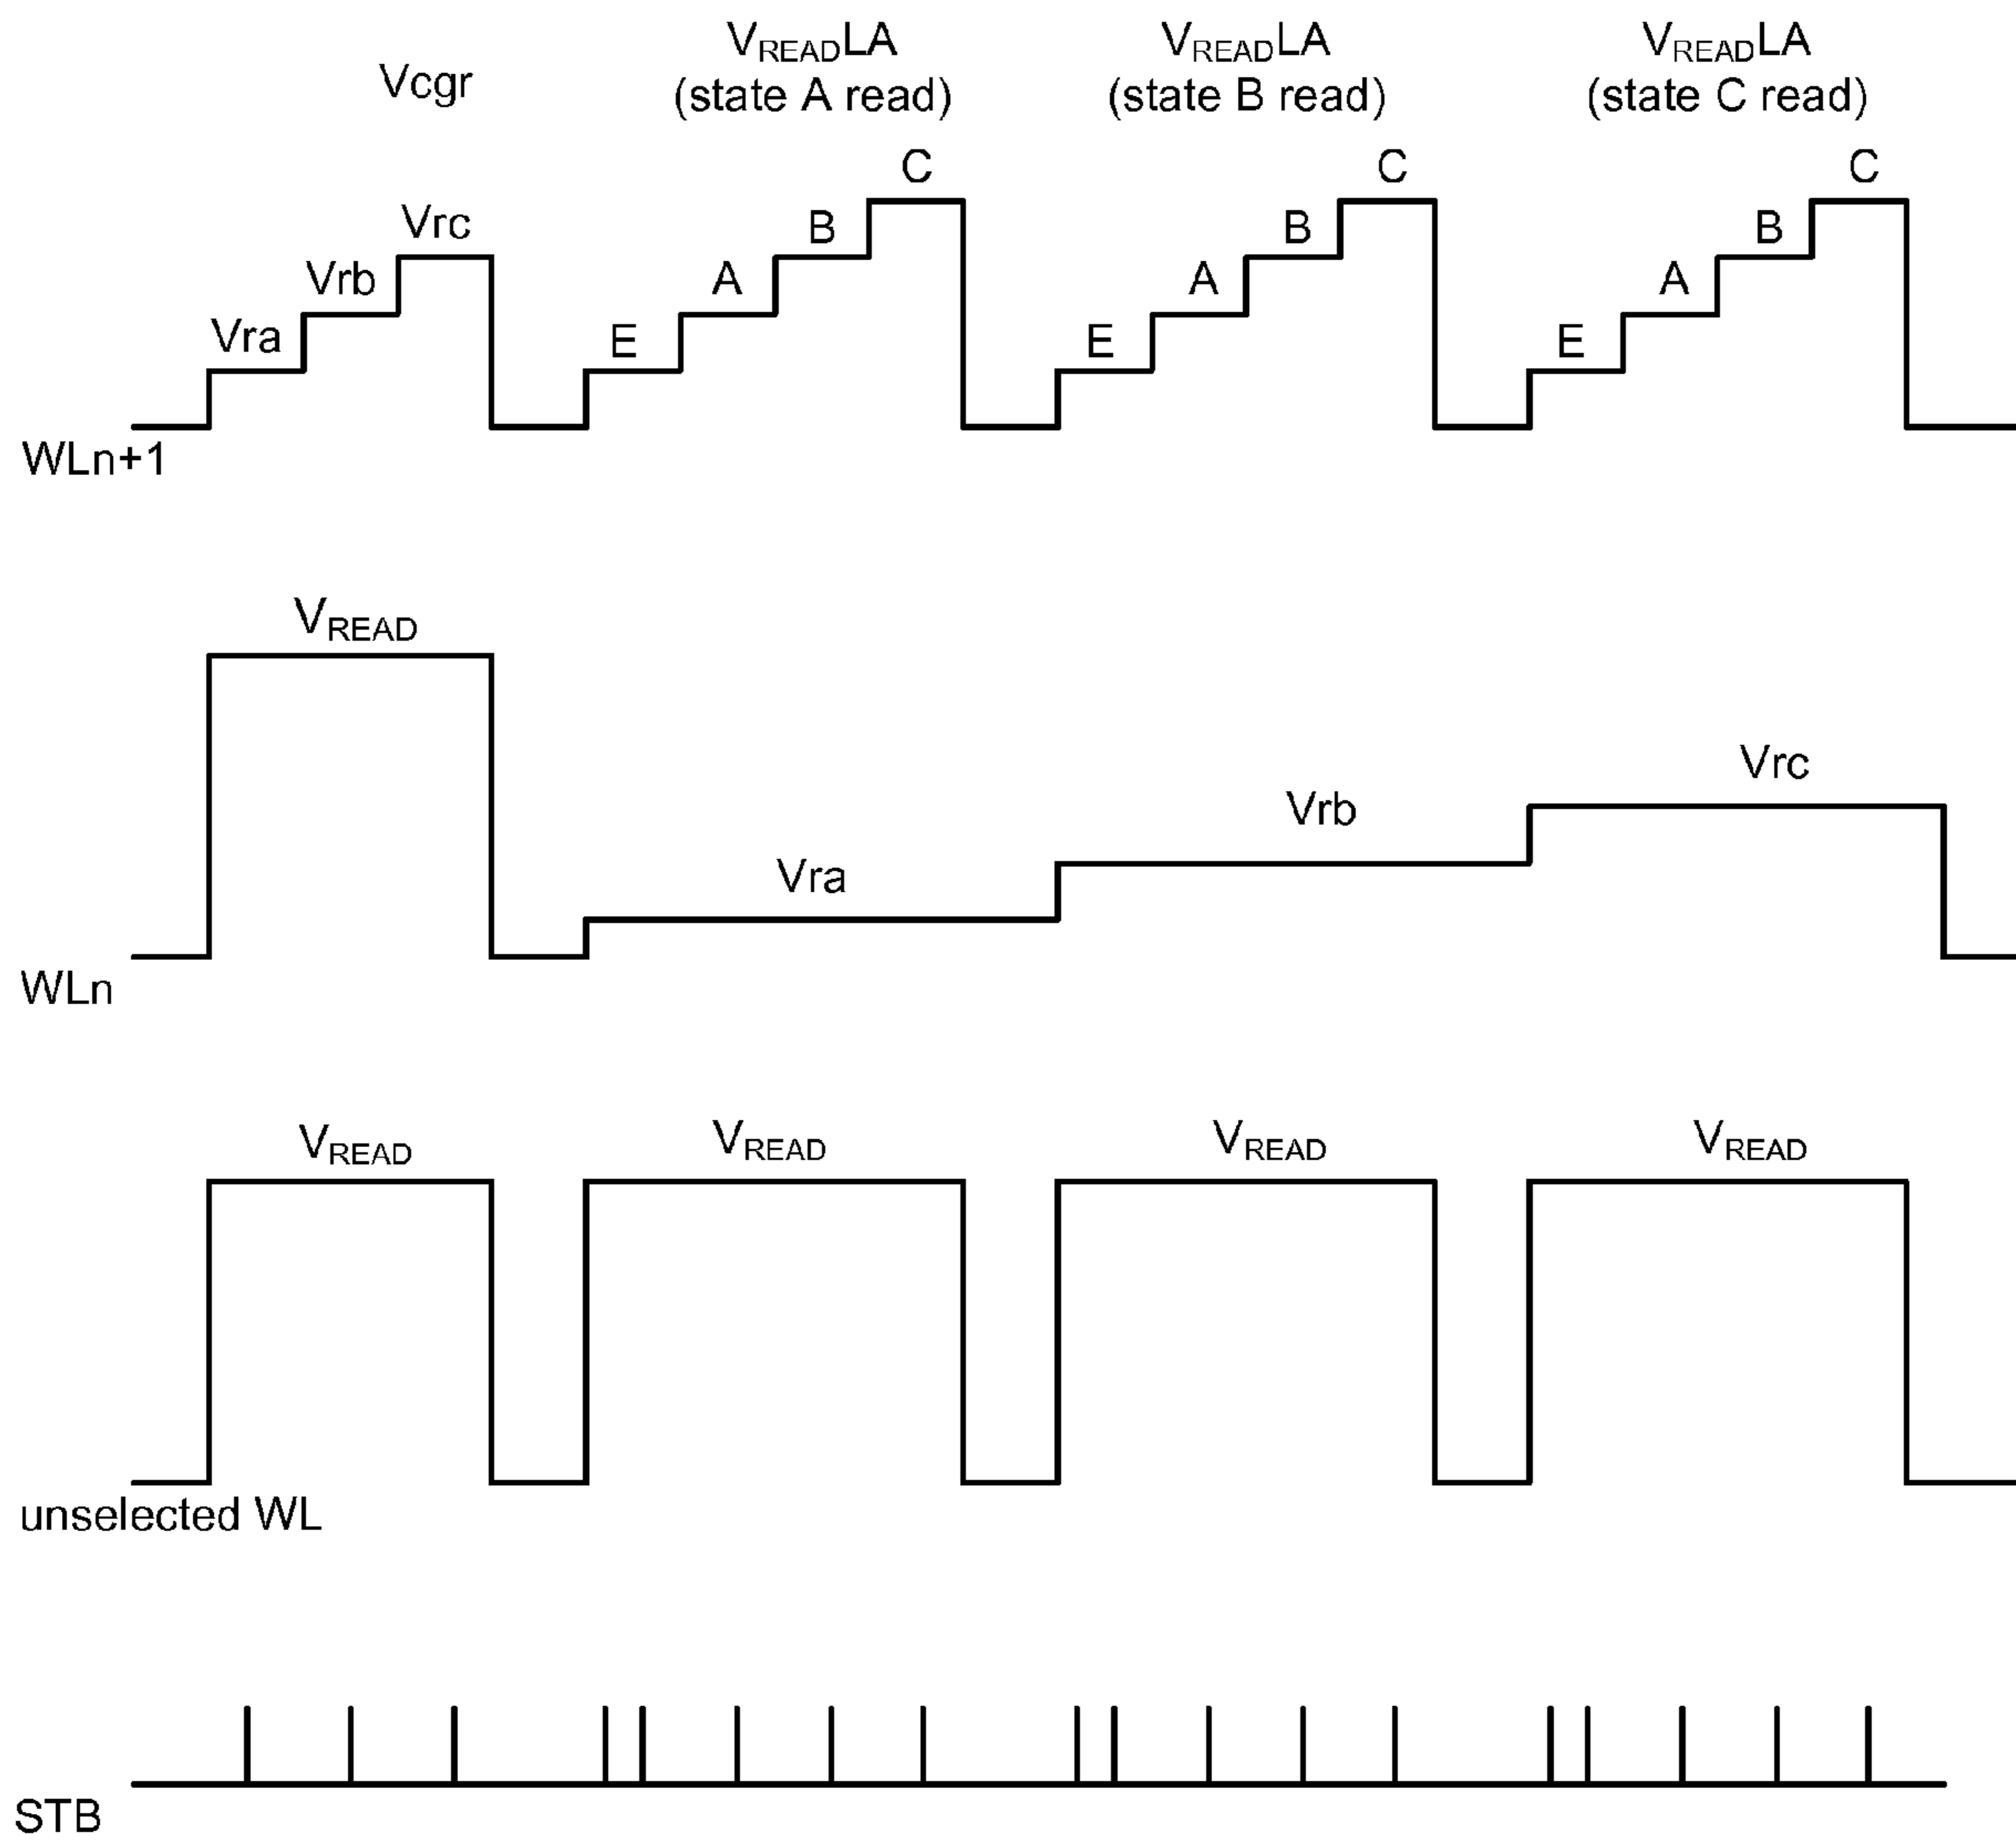 Vcgr
VREADLA
(state A read)
VREADLA
(state B read)
VREADLA
(state C read)
Vra
Vrb
Vrc
E
A
B
C
E
A
B
C
E
A
B
C
WLn+1
VREAD
Vra
Vrb
Vrc
WLn
VREAD
VREAD
VREAD
VREAD
unselected WL
STB